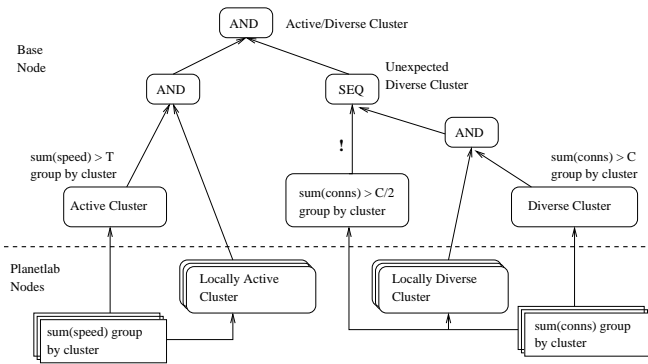 AND
Active/Diverse Cluster
Base
Node
Unexpected
Diverse Cluster
AND
SEQ
AND
!
sum(speed) > T
group by cluster
sum(conns) > C
group by cluster
Active Cluster
sum(conns) > C/2
group by cluster
Diverse Cluster
Planetlab
Nodes
Locally Active
Cluster
Locally Diverse
Cluster
sum(speed) group
by cluster
sum(conns) group
by cluster